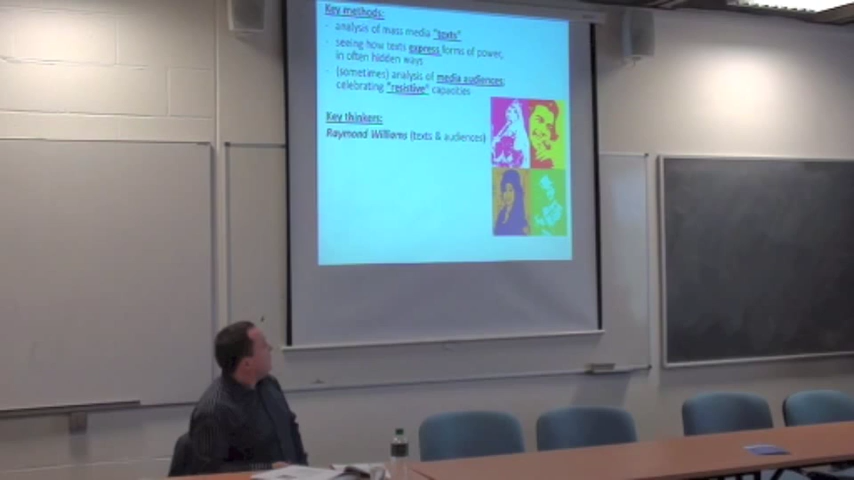 Key methods:
- analysis of mass media "texts"
- seeing how texts express forms of power,
in often hidden ways
- (sometimes) analysis of media audiences;
celebrating "resistive" capacities
Key thinkers:
Raymond Williams (texts & audiences)